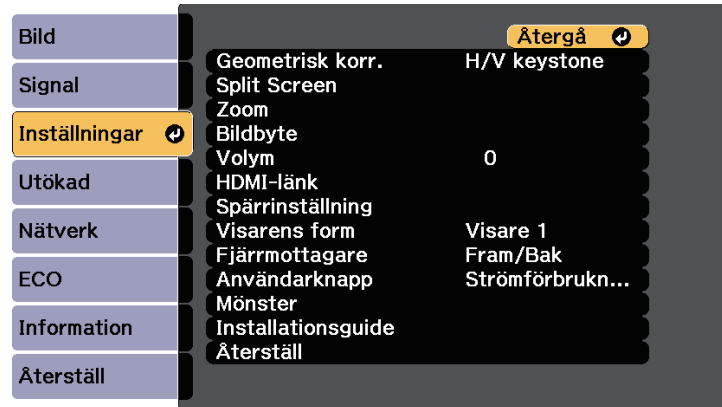 Bild
Signal
Inställningar
Utökad
Nätverk
ECO
Information
Återställ
Återgå
Geometrisk korr. H/V keystone
Split Screen
Zoom
Bildbyte
Volym 0
HDMI-länk
Spärrinställning
Visarens form Visare 1
Fjärrmottagare Fram/Bak
Användarknapp Strömförbrukn...
Mönster
Installationsguide
Återställ